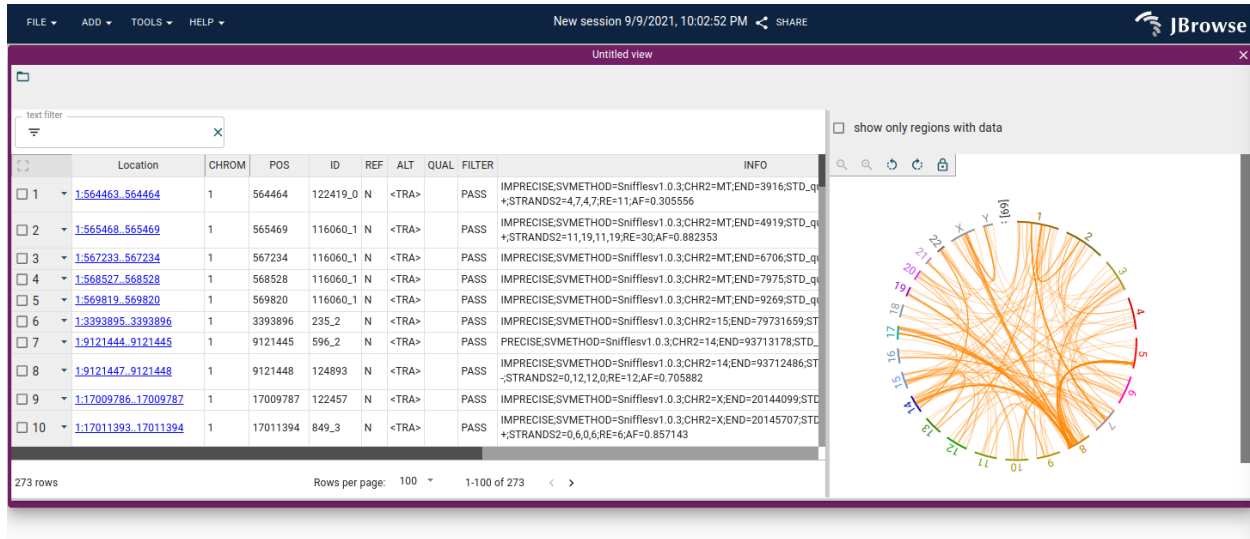 FILE ADD TOOLS HELP New session 9/9/2021, 10:02:52 PM SHARE JBrowse
Untitled view
text filter
show only regions with data
Location CHROM POS ID REF ALT QUAL FILTER INFO
1 1:564463..564464 1 564464 122419_0 N <TRA> PASS IMPRECISE;SVMETHOD=Snifflesv1.0.3;CHR2=MT;END=3916;STD_qu
+;STRANDS2=4,7,4,7;RE=11;AF=0.305556
2 1:565468..565469 1 565469 116060_1 N <TRA> PASS IMPRECISE;SVMETHOD=Snifflesv1.0.3;CHR2=MT;END=4919;STD_qu
+;STRANDS2=11,19,11,19;RE=30;AF=0.882353
3 1:567233..567234 1 567234 116060_1 N <TRA> PASS IMPRECISE;SVMETHOD=Snifflesv1.0.3;CHR2=MT;END=6706;STD_qu
4 1:568527..568528 1 568528 116060_1 N <TRA> PASS IMPRECISE;SVMETHOD=Snifflesv1.0.3;CHR2=MT;END=7975;STD_qu
5 1:569819..569820 1 569820 116060_1 N <TRA> PASS IMPRECISE;SVMETHOD=Snifflesv1.0.3;CHR2=MT;END=9269;STD_qu
6 1:3393895..3393896 1 3393896 235_2 N <TRA> PASS IMPRECISE;SVMETHOD=Snifflesv1.0.3;CHR2=15;END=79731659;ST
7 1:9121444..9121445 1 9121445 596_2 N <TRA> PASS PRECISE;SVMETHOD=Snifflesv1.0.3;CHR2=14;END=93713178;STD_
8 1:9121447..9121448 1 9121448 124893 N <TRA> PASS IMPRECISE;SVMETHOD=Snifflesv1.0.3;CHR2=14;END=93712486;ST
-;STRANDS2=0,12,12,0;RE=12;AF=0.705882
9 1:17009786..17009787 1 17009787 122457 N <TRA> PASS IMPRECISE;SVMETHOD=Snifflesv1.0.3;CHR2=X;END=20144099;STD
10 1:17011393..17011394 1 17011394 849_3 N <TRA> PASS IMPRECISE;SVMETHOD=Snifflesv1.0.3;CHR2=X;END=20145707;STD
+;STRANDS2=0,6,0,6;RE=6;AF=0.857143
273 rows Rows per page: 100 1-100 of 273
1
2
3
4
5
6
7
8
9
10
11
12
13
14
15
16
17
18
19
20
21
22
X
Y
[66] :